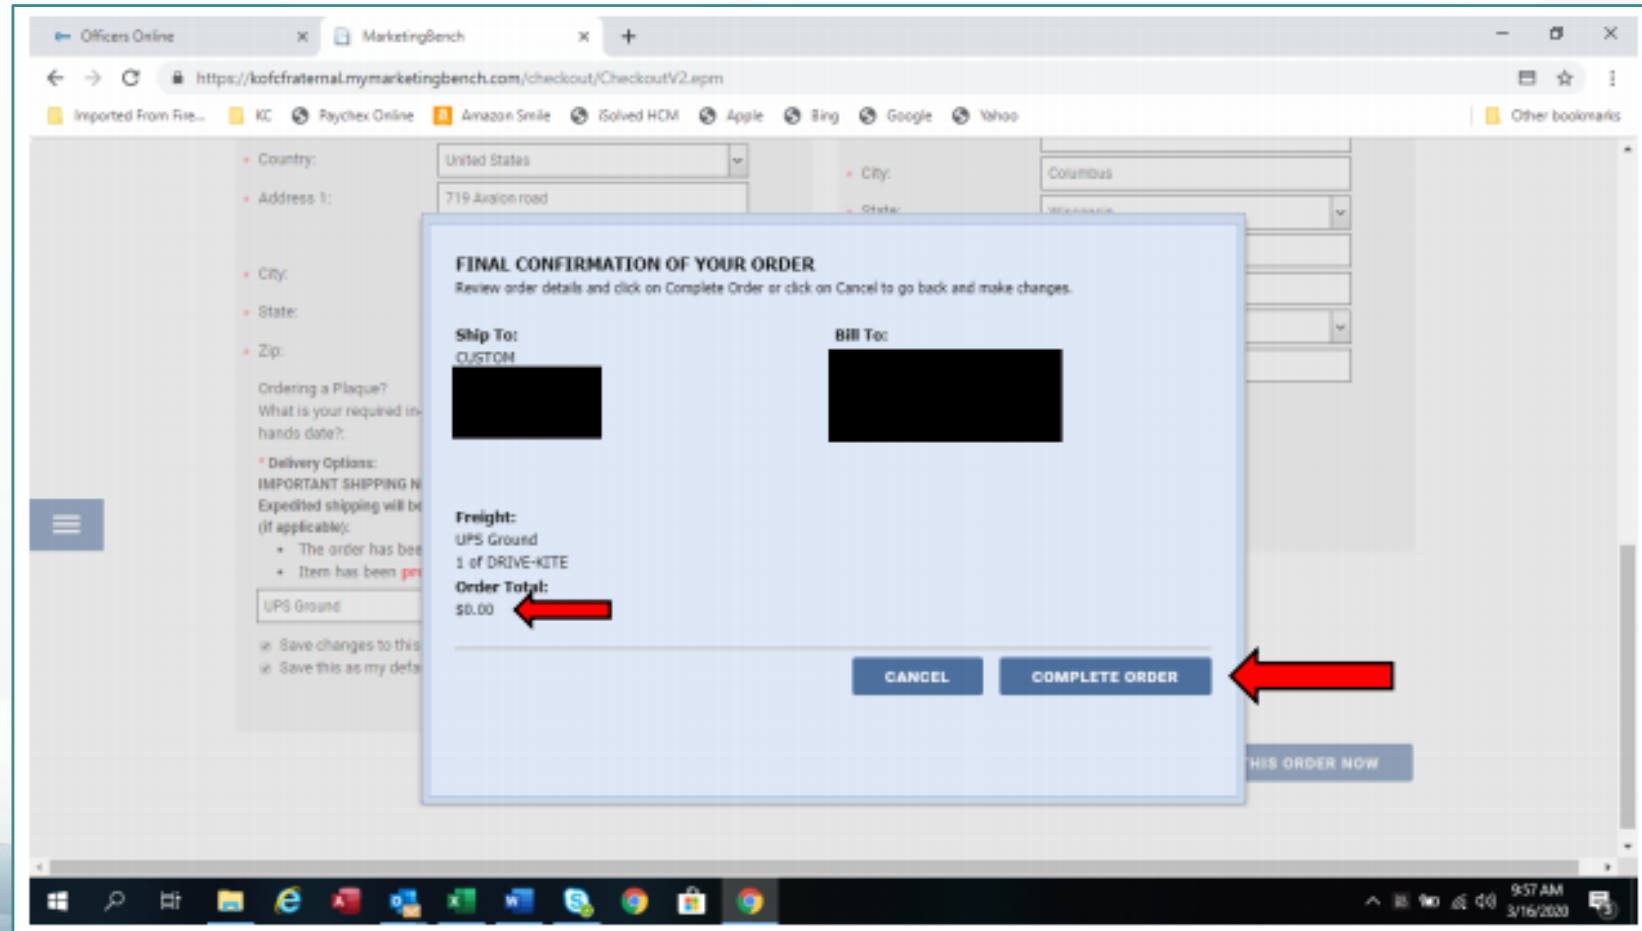 Officers Online
MarketingBench
https://kofcfraternal.mymarketingbench.com/checkout/CheckoutV2.epm
Imported From Fire...
KC
Paychex Online
Amazon Smile
iSolved HCM
Apple
Bing
Google
Yahoo
Other bookmarks
* Country:
United States
* City:
Columbus
* Address 1:
719 Avalon road
* State:
Wisconsin
* City:
* State:
* Zip:
Ordering a Plaque?
What is your required in-
hands date?:
* Delivery Options:
IMPORTANT SHIPPING N
Expedited shipping will be
(if applicable):
• The order has bee
• Item has been pre
UPS Ground
Save changes to this
Save this as my defa
FINAL CONFIRMATION OF YOUR ORDER
Review order details and click on Complete Order or click on Cancel to go back and make changes.
Ship To:
CUSTOM
Bill To:
Freight:
UPS Ground
1 of DRIVE-KITE
Order Total:
$0.00
CANCEL
COMPLETE ORDER
HIS ORDER NOW
9:57 AM
3/16/2020